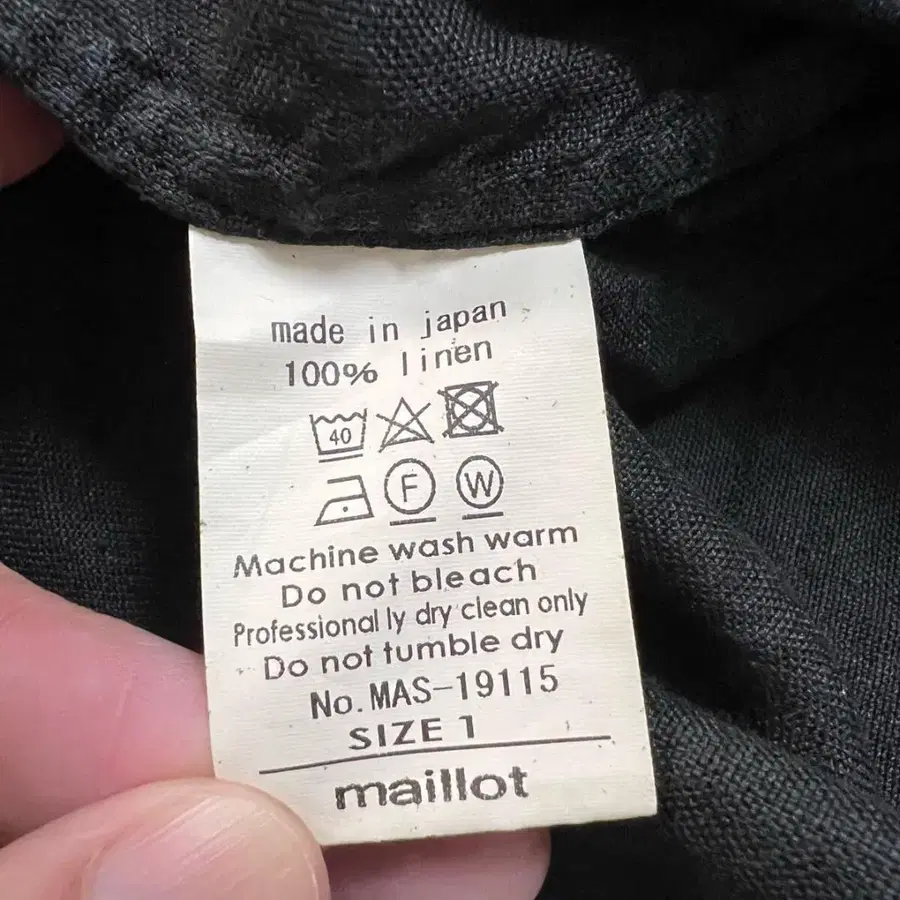 made in japan
100% linen
40
F W
Machine wash warm
Do not bleach
Professional ly dry clean only
Do not tumble dry
No. MAS-19115
SIZE 1
maillot